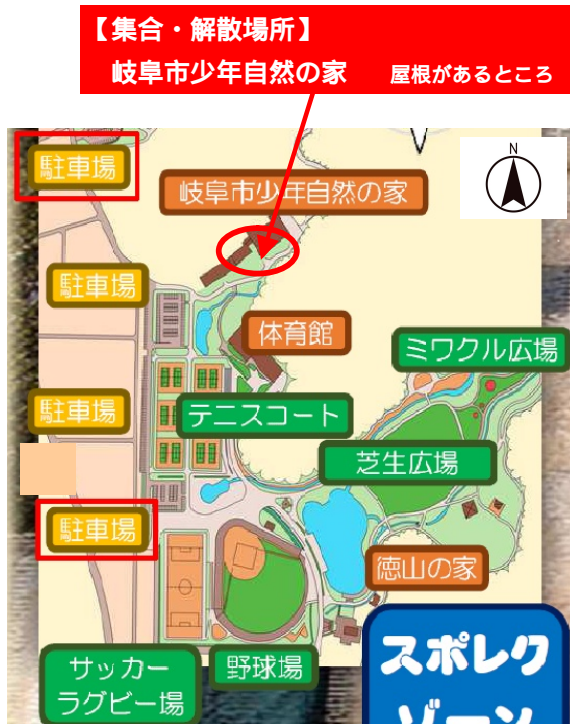 【集合・解散場所】
岐阜市少年自然の家 屋根があるところ
駐車場
N
岐阜市少年自然の家
駐車場
体育館
ミワクル広場
駐車場
テニスコート
芝生広場
駐車場
徳山の家
サッカー
ラグビー場
野球場
スポレク
ゾーン